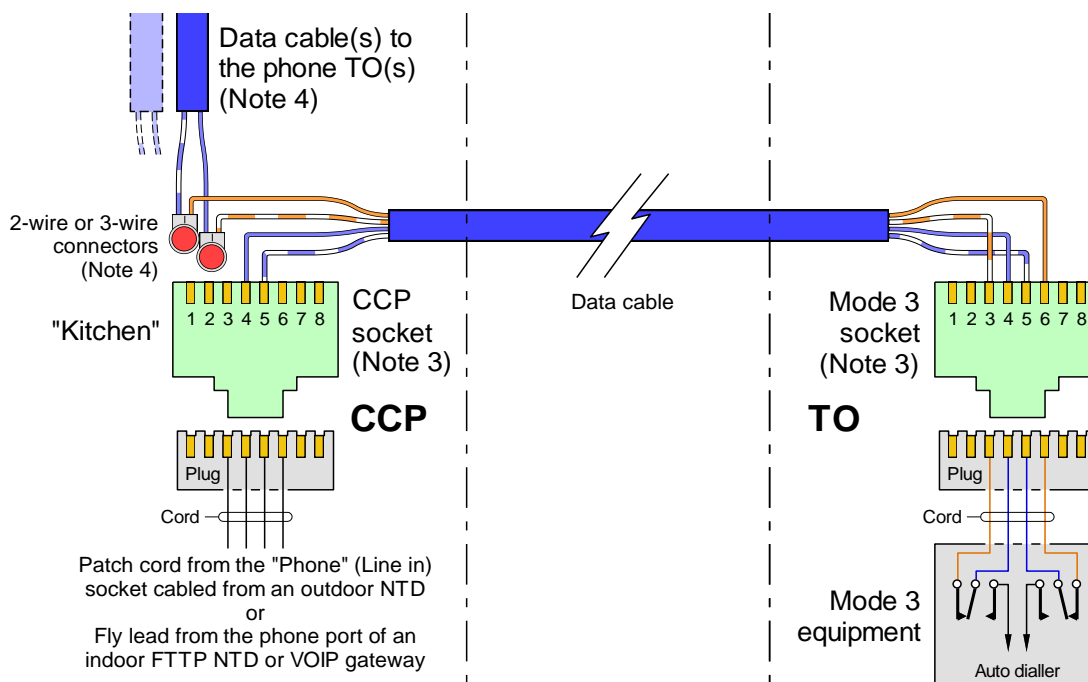 Data cable(s) to
the phone TO(s)
(Note 4)
2-wire or 3-wire
connectors
(Note 4)
Data cable
"Kitchen"
1 2 3 4 5 6 7 8
CCP
socket
(Note 3)
CCP
Mode 3
socket
(Note 3)
1 2 3 4 5 6 7 8
TO
Plug
Cord
Patch cord from the "Phone" (Line in)
socket cabled from an outdoor NTD
or
Fly lead from the phone port of an
indoor FTTP NTD or VOIP gateway
Plug
Cord
Mode 3
equipment
Auto dialler